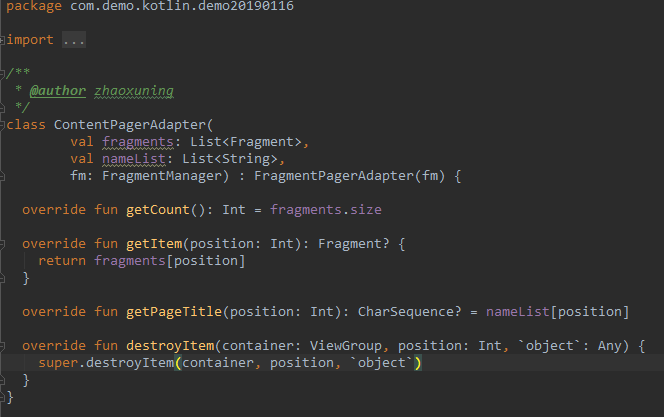 package com.demo.kotlin.demo20190116
import ...
/**
* @author zhaoxuning
*/
class ContentPagerAdapter(
val fragments: List<Fragment>,
val nameList: List<String>,
fm: FragmentManager) : FragmentPagerAdapter(fm) {
override fun getCount(): Int = fragments.size
override fun getItem(position: Int): Fragment? {
return fragments[position]
}
override fun getPageTitle(position: Int): CharSequence? = nameList[position]
override fun destroyItem(container: ViewGroup, position: Int, `object`: Any) {
super.destroyItem(container, position, `object`)
}
}